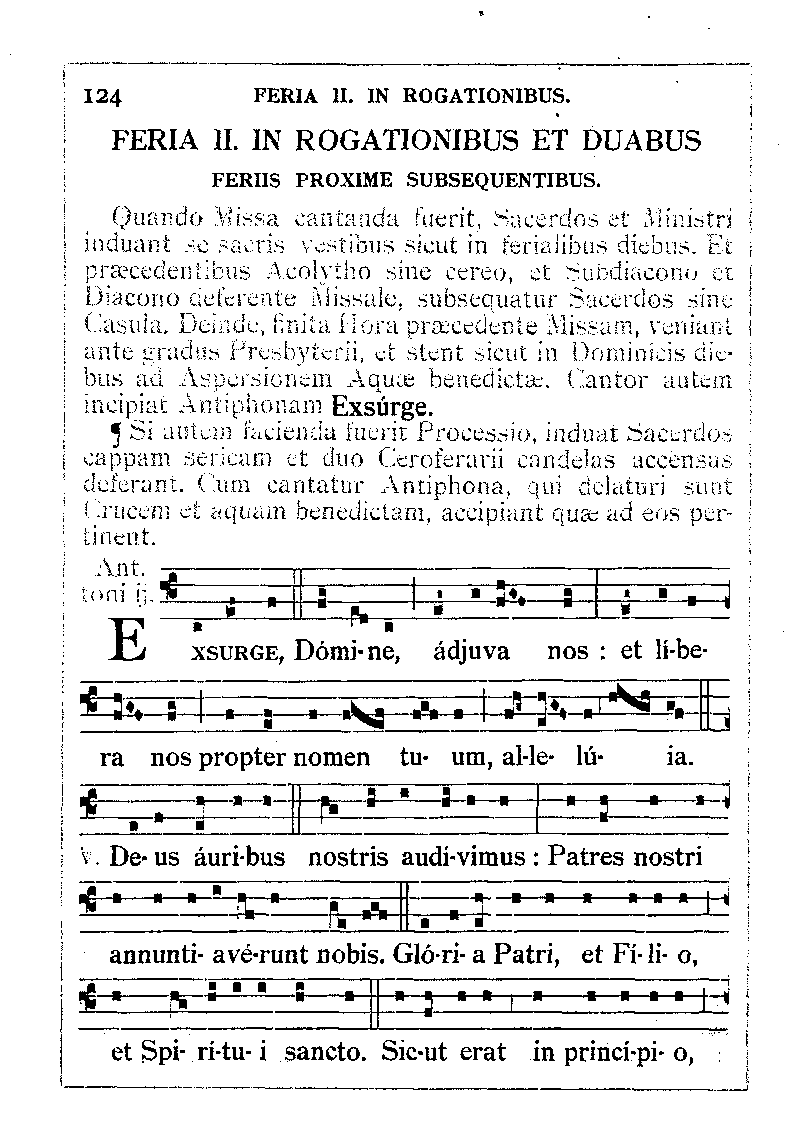 124 FERIA II. IN ROGATIONIBUS.
FERIA II. IN ROGATIONIBUS ET DUABUS
FERIIS PROXIME SUBSEQUENTIBUS.
Quando Missa cantanda fuerit, Sacerdos et Ministri
induant se sacris vestibus sicut in ferialibus diebus. Et
præcedentibus Acolytho sine cereo, et Subdiacono et
Diacono deferente Missale, subsequatur Sacerdos sine
Casula. Deinde, finita Hora præcedente Missam, veniant
ante gradus Presbyterii, et stent sicut in Dominicis die-
bus ad Aspersionem Aquæ benedictæ. Cantor autem
incipiat Antiphonam Exsúrge.
¶ Si autem facienda fuerit Processio, induat Sacerdos
cappam sericam et duo Ceroferarii candelas accensas
deferant. Cum cantatur Antiphona, qui delaturi sunt
Crucem et aquam benedictam, accipiant quæ ad eos per-
tinent.
Ant.
toni ij.
EXSURGE, Dómi-ne, ádjuva nos : et lí-be-
ra nos propter nomen tu- um, al-le- lú- ia.
℣. De- us áuri-bus nostris audí-vimus : Patres nostri
annunti- avé-runt nobis. Gló-ri- a Patri, et Fí- li- o,
et Spi- rí-tu- i sancto. Sic-ut erat in princí-pi- o,